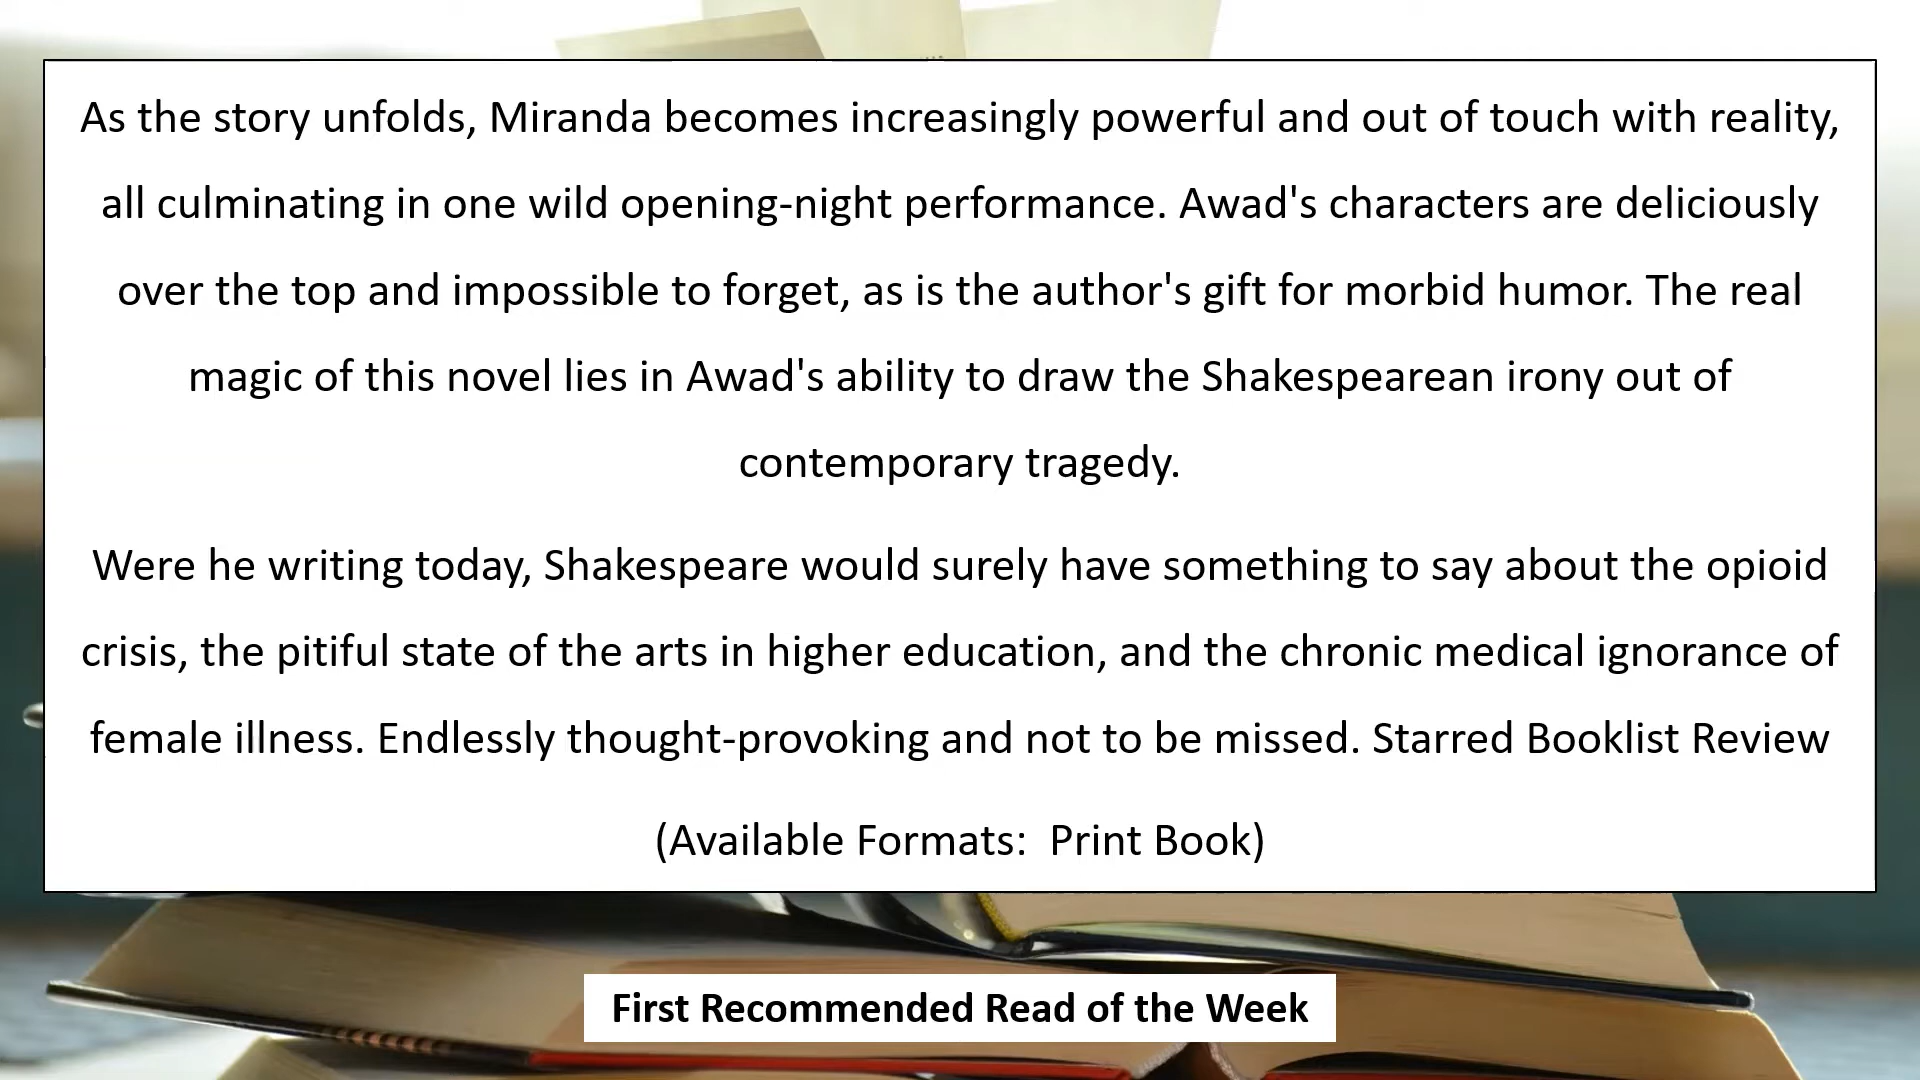 As the story unfolds, Miranda becomes increasingly powerful and out of touch with reality,
all culminating in one wild opening-night performance. Awad's characters are deliciously
over the top and impossible to forget, as is the author's gift for morbid humor. The real
magic of this novel lies in Awad's ability to draw the Shakespearean irony out of
contemporary tragedy.
Were he writing today, Shakespeare would surely have something to say about the opioid
crisis, the pitiful state of the arts in higher education, and the chronic medical ignorance of
female illness. Endlessly thought-provoking and not to be missed. Starred Booklist Review
(Available Formats:  Print Book)
First Recommended Read of the Week